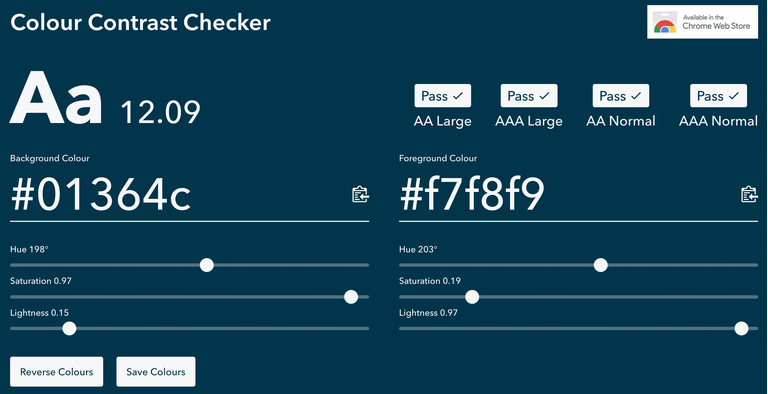 Colour Contrast Checker
Available in the
Chrome Web Store
Aa 12.09
Pass Pass Pass Pass
AA Large AAA Large AA Normal AAA Normal
Background Colour Foreground Colour
#01364c #f7f8f9
Hue 198° Hue 203°
Saturation 0.97 Saturation 0.19
Lightness 0.15 Lightness 0.97
Reverse Colours Save Colours